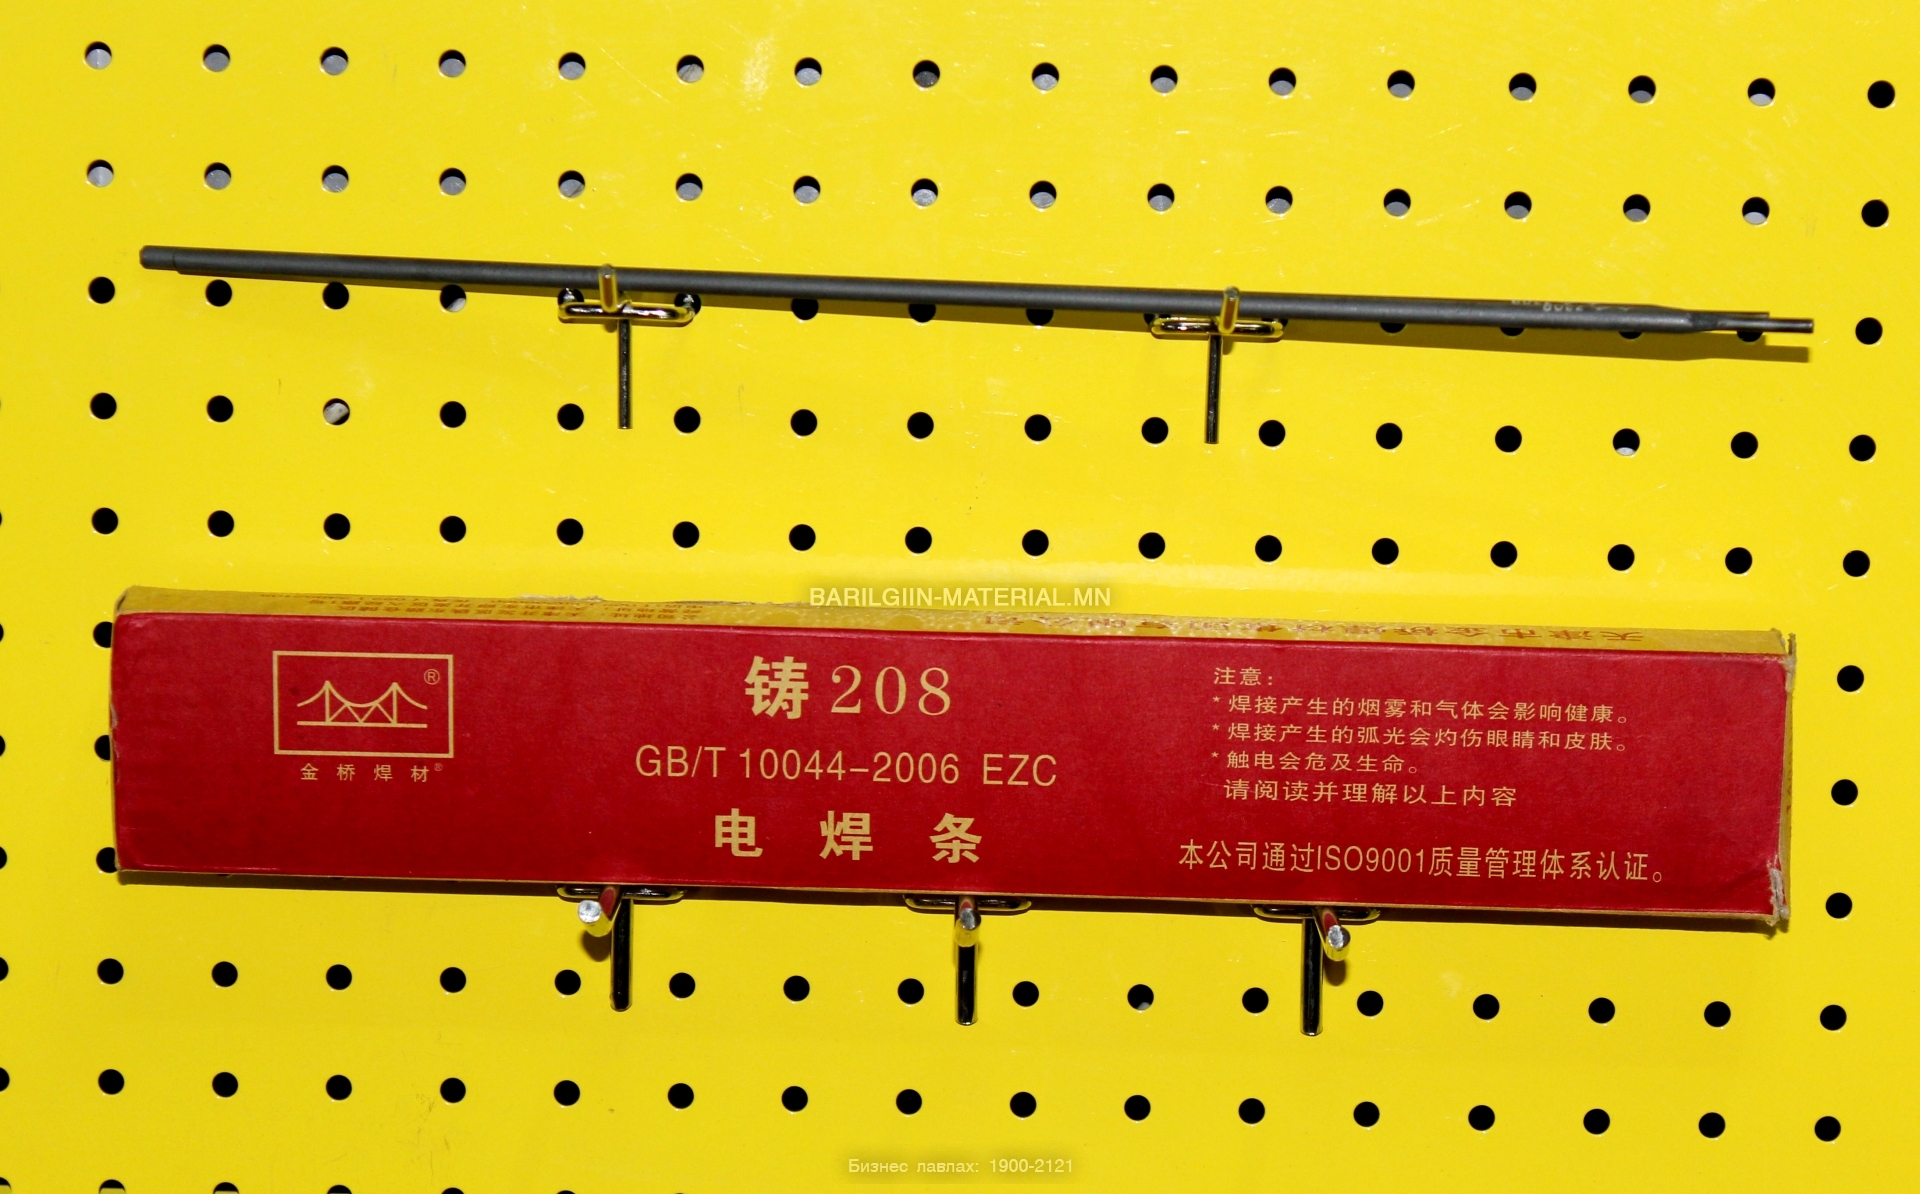 BARILGIIN-MATERIAL.MN
®
金桥焊材®
铸208
GB/T 10044-2006 EZC
电焊条
注意:
*焊接产生的烟雾和气体会影响健康。
*焊接产生的弧光会灼伤眼睛和皮肤。
*触电会危及生命。
请阅读并理解以上内容
本公司通过ISO9001质量管理体系认证。
Бизнес лавлах: 1900-2121